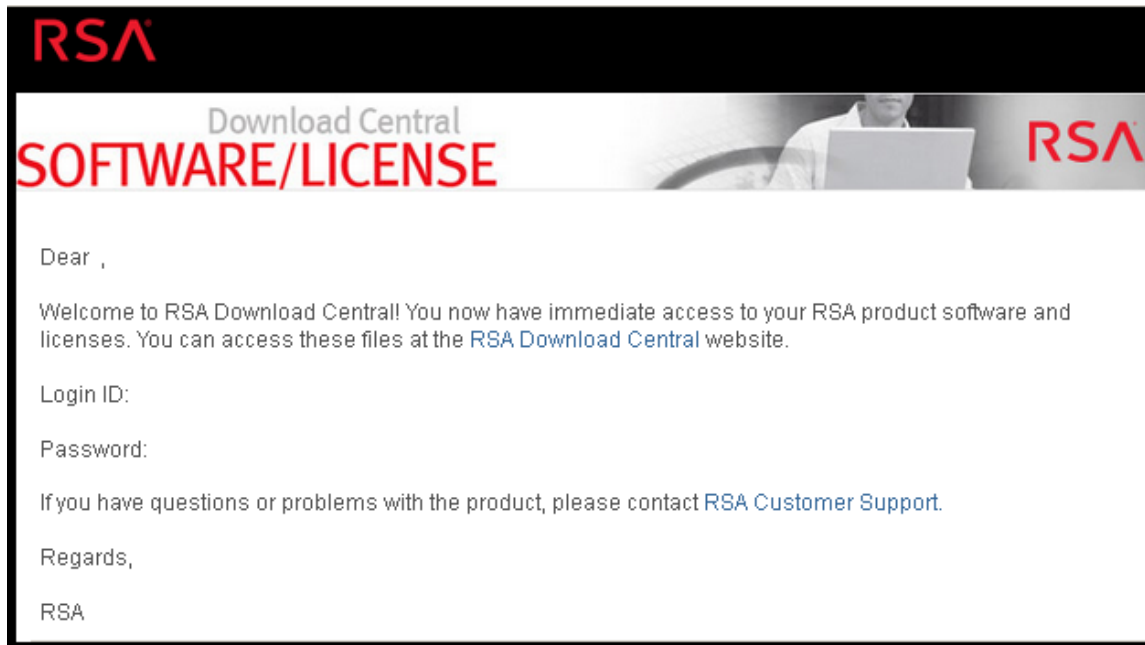 RSA
Download Central
SOFTWARE/LICENSE
RSA
Dear ,
Welcome to RSA Download Central! You now have immediate access to your RSA product software and
licenses. You can access these files at the RSA Download Central website.
Login ID:
Password:
If you have questions or problems with the product, please contact RSA Customer Support.
Regards,
RSA